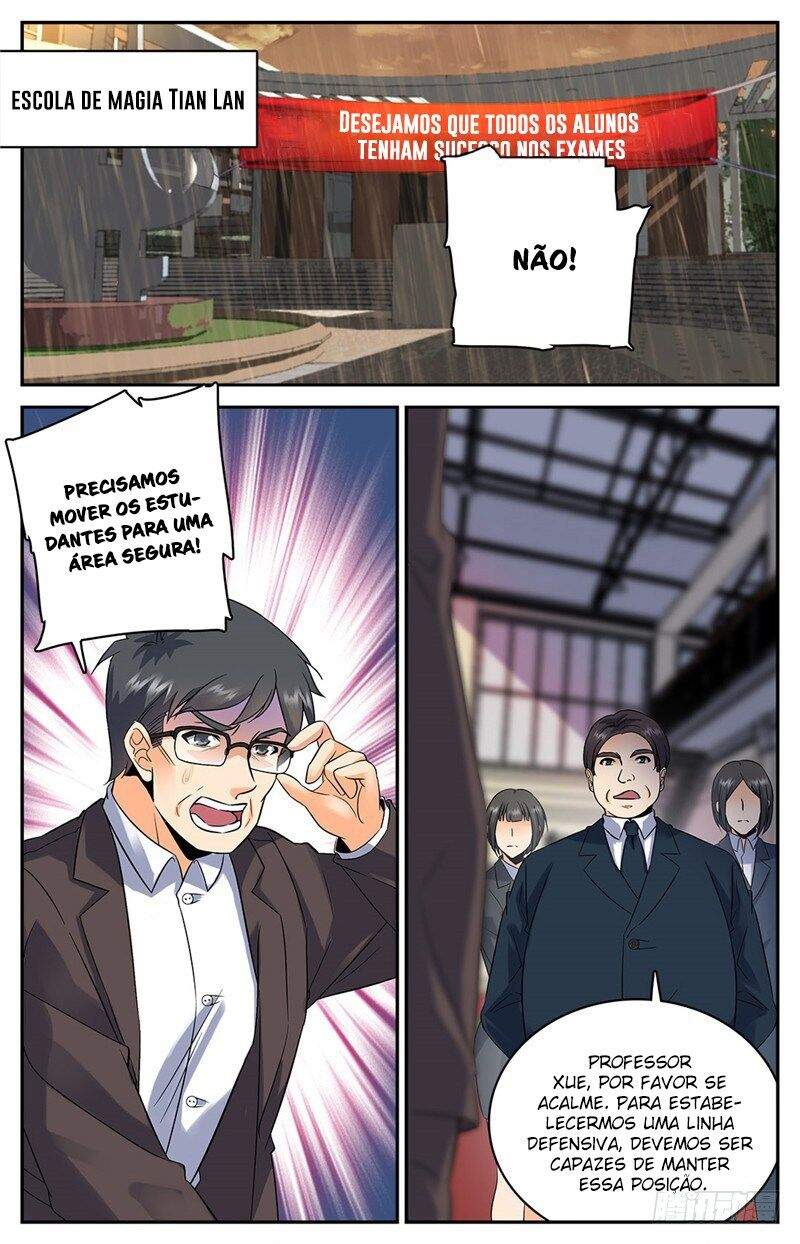 ESCOLA DE MAGIA TIAN LAN
DESEJAMOS QUE TODOS OS ALUNOS
TENHAM SUCESSO NOS EXAMES
NÃO!
PRECISAMOS
MOVER OS ESTU-
DANTES PARA UMA
ÁREA SEGURA!
PROFESSOR
XUE, POR FAVOR SE
ACALME. PARA ESTABE-
LECERMOS UMA LINHA
DEFENSIVA, DEVEMOS SER
CAPAZES DE MANTER
ESSA POSIÇÃO.